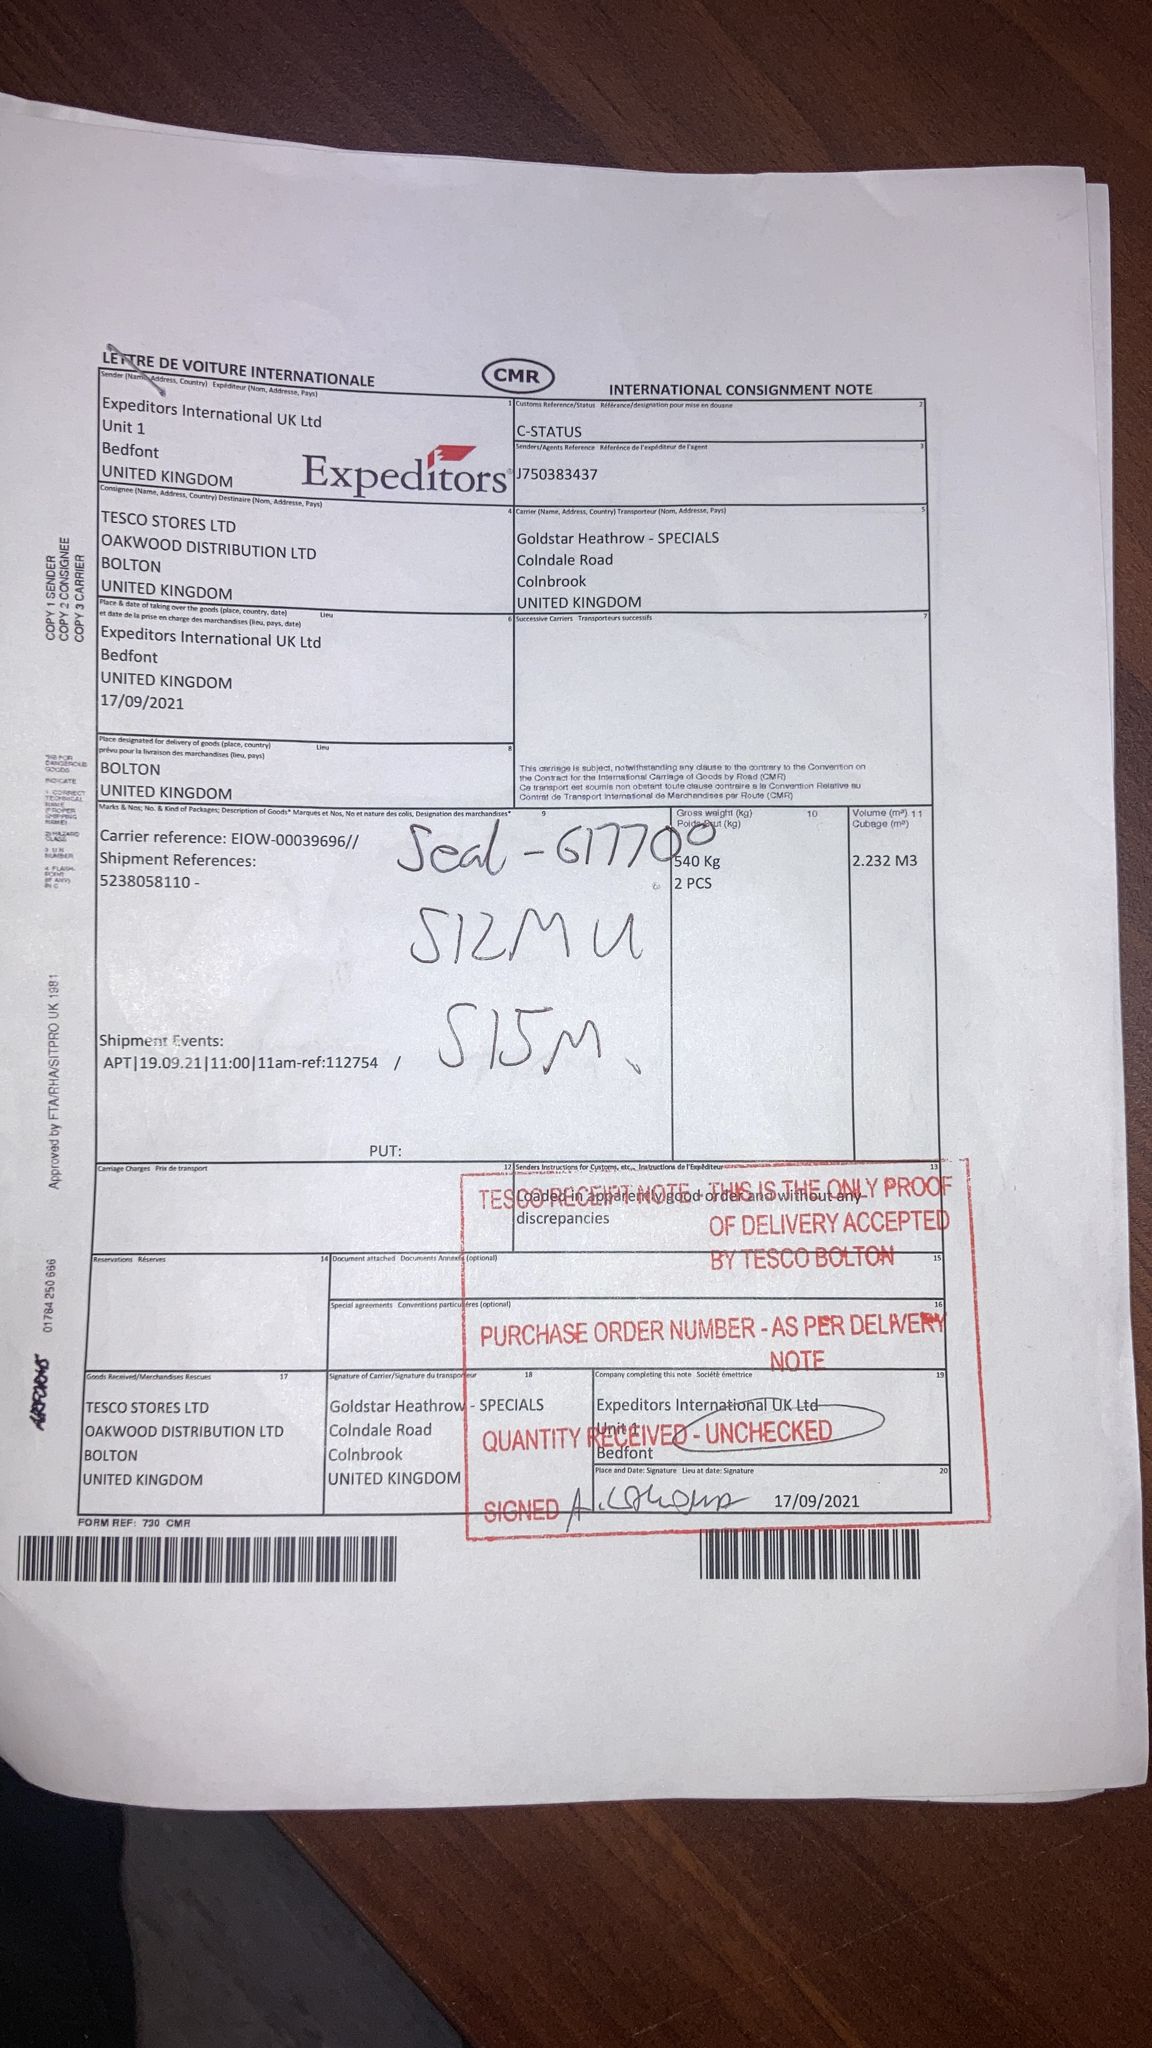 LETTRE DE VOITURE INTERNATIONALE
CMR
INTERNATIONAL CONSIGNMENT NOTE
Sender (Name, Address, Country) Expéditeur (Nom, Addresse, Pays)
1
Expeditors International UK Ltd
Unit 1
Bedfont
UNITED KINGDOM
Expeditors
Customs Reference/Status Référence/designation pour mise en douane
2
C-STATUS
Senders/Agents Reference Référence de l'expéditeur de l'agent
3
J750383437
Consignee (Name, Address, Country) Destinaire (Nom, Addresse, Pays)
4
TESCO STORES LTD
OAKWOOD DISTRIBUTION LTD
BOLTON
UNITED KINGDOM
Carrier (Name, Address, Country) Transporteur (Nom, Addresse, Pays)
5
Goldstar Heathrow - SPECIALS
Colndale Road
Colnbrook
UNITED KINGDOM
Place & date of taking over the goods (place, country, date) Lieu
et date de la prise en charge des marchandises (lieu, pays, date)
6
Expeditors International UK Ltd
Bedfont
UNITED KINGDOM
17/09/2021
Successive Carriers Transporteurs successifs
7
Place designated for delivery of goods (place, country) Lieu
prévu pour la livraison des marchandises (lieu, pays)
8
BOLTON
UNITED KINGDOM
This carriage is subject, notwithstanding any clause to the contrary to the Convention on
the Contract for the International Carriage of Goods by Road (CMR)
Ce transport est soumis non obstant toute clause contraire a la Convention Relative au
Contrat de Transport International de Marchandises par Route (CMR)
Marks & Nos; No. & Kind of Packages; Description of Goods* Marques et Nos, No et nature des colis, Designation des marchandises*
9
Gross weight (kg) 10
Poids Brut (kg)
Volume (m³) 11
Cubage (m³)
Carrier reference: EIOW-00039696//
Shipment References:
5238058110 -
Seal - 617700
540 Kg
2 PCS
2.232 M3
S12MU
S15M
Shipment Events:
APT|19.09.21|11:00|11am-ref:112754 /
PUT:
Carriage Charges Prix de transport
12
Senders Instructions for Customs, etc... Instructions de l'Expéditeur
13
Loaded in apparently good order and without any
discrepancies
Reservations Réserves
14
Document attached Documents Annexés (optional)
15
Special agreements Conventions particuliéres (optional)
16
TESCO RECEIPT NOTE - THIS IS THE ONLY PROOF
OF DELIVERY ACCEPTED
BY TESCO BOLTON
PURCHASE ORDER NUMBER - AS PER DELIVERY
NOTE
QUANTITY RECEIVED - UNCHECKED
SIGNED
Goods Received/Merchandises Rescues
17
TESCO STORES LTD
OAKWOOD DISTRIBUTION LTD
BOLTON
UNITED KINGDOM
Signature of Carrier/Signature du transporteur
18
Goldstar Heathrow - SPECIALS
Colndale Road
Colnbrook
UNITED KINGDOM
Company completing this note Société émettrice
19
Expeditors International UK Ltd
Unit 1
Bedfont
Place and Date: Signature Lieu at date: Signature
20
17/09/2021
FORM REF: 730 CMR
COPY 1 SENDER
COPY 2 CONSIGNEE
COPY 3 CARRIER
Approved by FTA/RHA/SITPRO UK 1981
01784 250 666